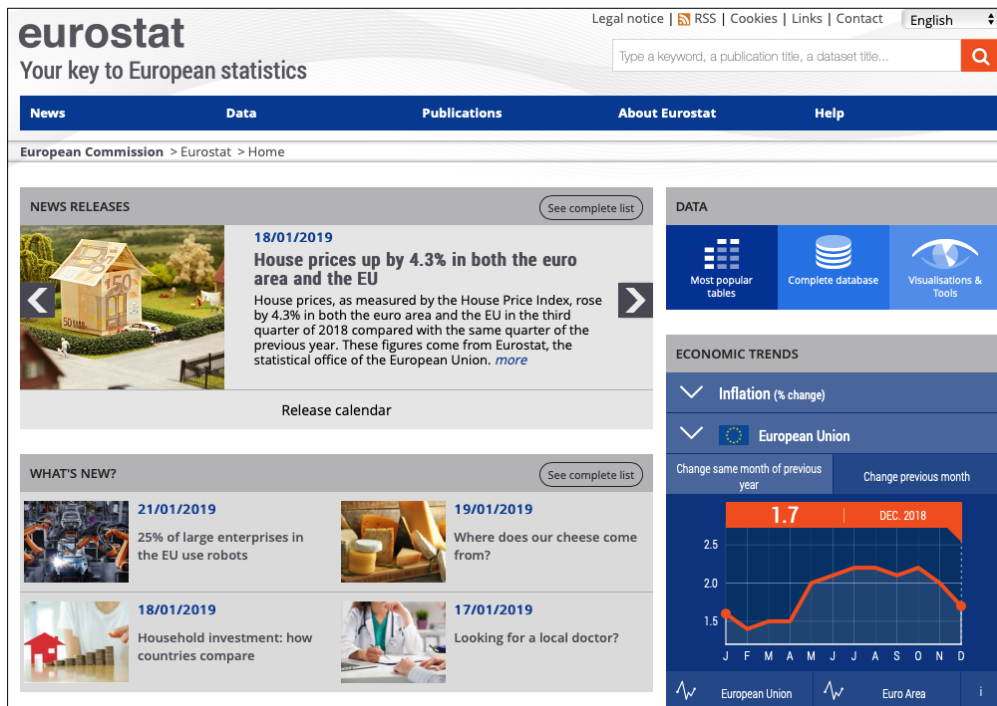 eurostat
Your key to European statistics
Legal notice | RSS | Cookies | Links | Contact
English
Type a keyword, a publication title, a dataset title...
News
Data
Publications
About Eurostat
Help
European Commission > Eurostat > Home
NEWS RELEASES
See complete list
18/01/2019
House prices up by 4.3% in both the euro
area and the EU
House prices, as measured by the House Price Index, rose
by 4.3% in both the euro area and the EU in the third
quarter of 2018 compared with the same quarter of the
previous year. These figures come from Eurostat, the
statistical office of the European Union. more
Release calendar
WHAT'S NEW?
See complete list
21/01/2019
25% of large enterprises in
the EU use robots
19/01/2019
Where does our cheese come
from?
18/01/2019
Household investment: how
countries compare
17/01/2019
Looking for a local doctor?
DATA
Most popular
tables
Complete database
Visualisations &
Tools
ECONOMIC TRENDS
Inflation (% change)
European Union
Change same month of previous
year
Change previous month
1.7
DEC. 2018
2.5
2.0
1.5
J F M A M J J A S O N D
European Union
Euro Area
i